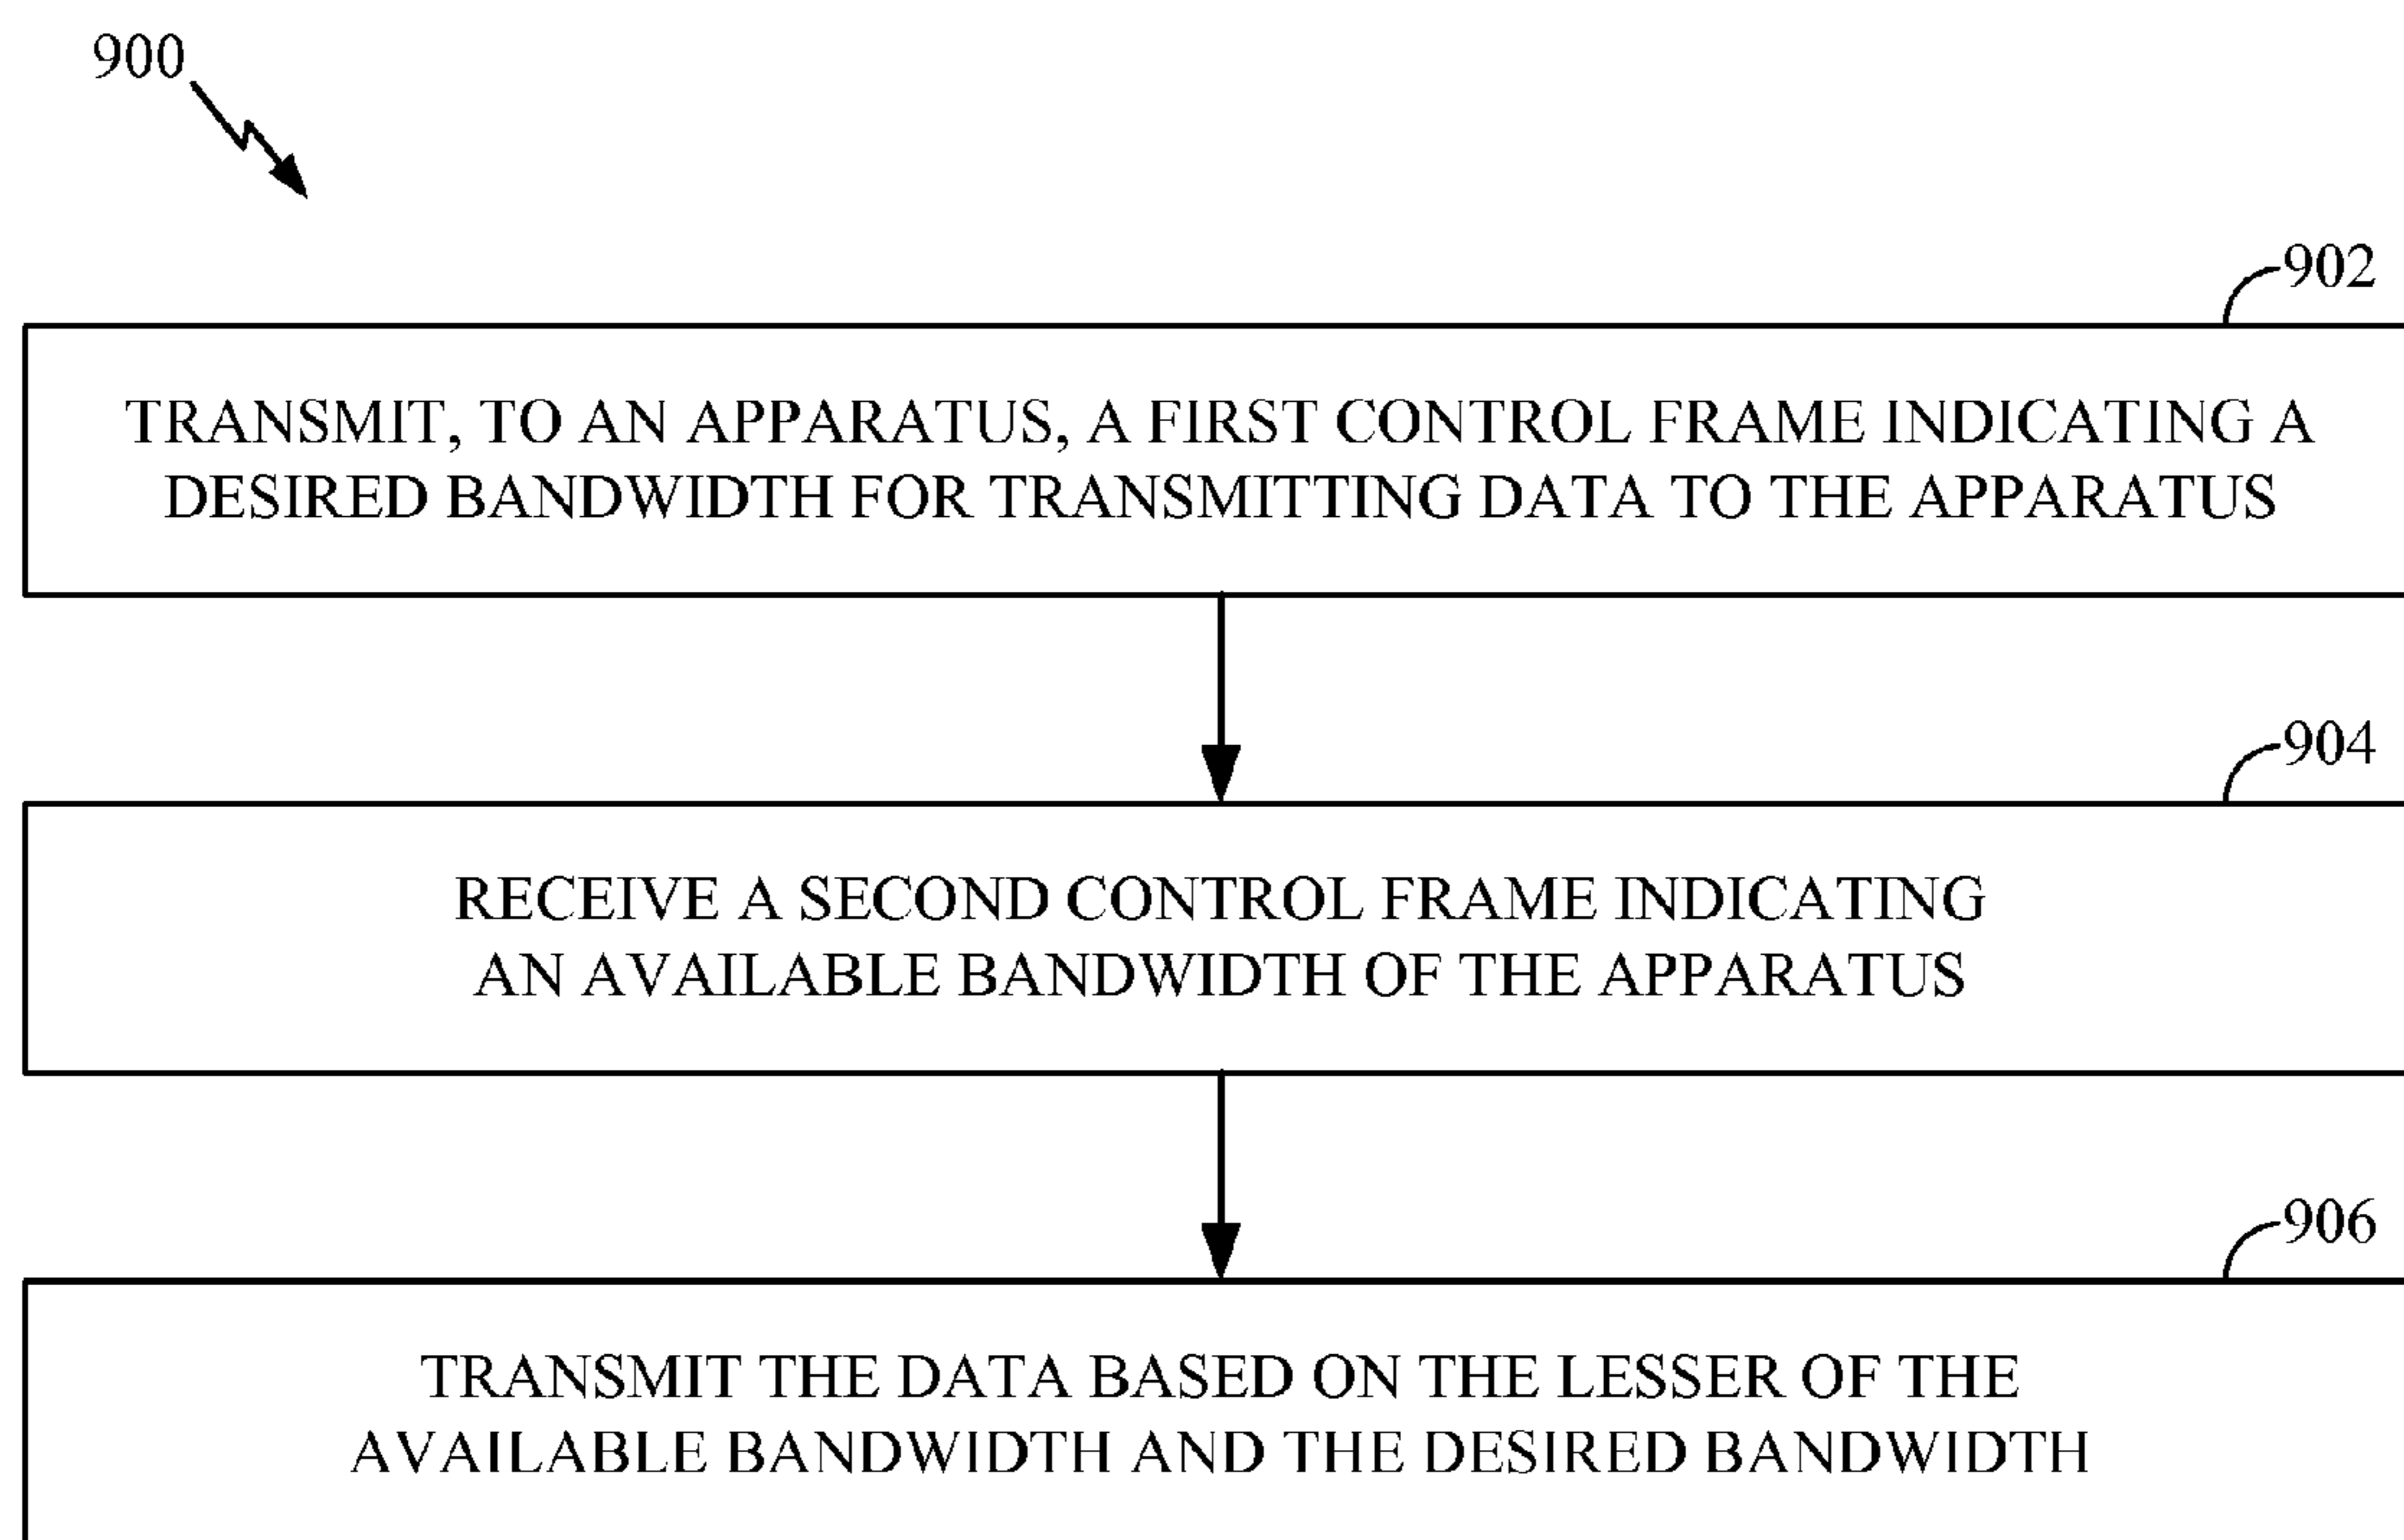 900
902
TRANSMIT, TO AN APPARATUS, A FIRST CONTROL FRAME INDICATING A
DESIRED BANDWIDTH FOR TRANSMITTING DATA TO THE APPARATUS
904
RECEIVE A SECOND CONTROL FRAME INDICATING
AN AVAILABLE BANDWIDTH OF THE APPARATUS
906
TRANSMIT THE DATA BASED ON THE LESSER OF THE
AVAILABLE BANDWIDTH AND THE DESIRED BANDWIDTH